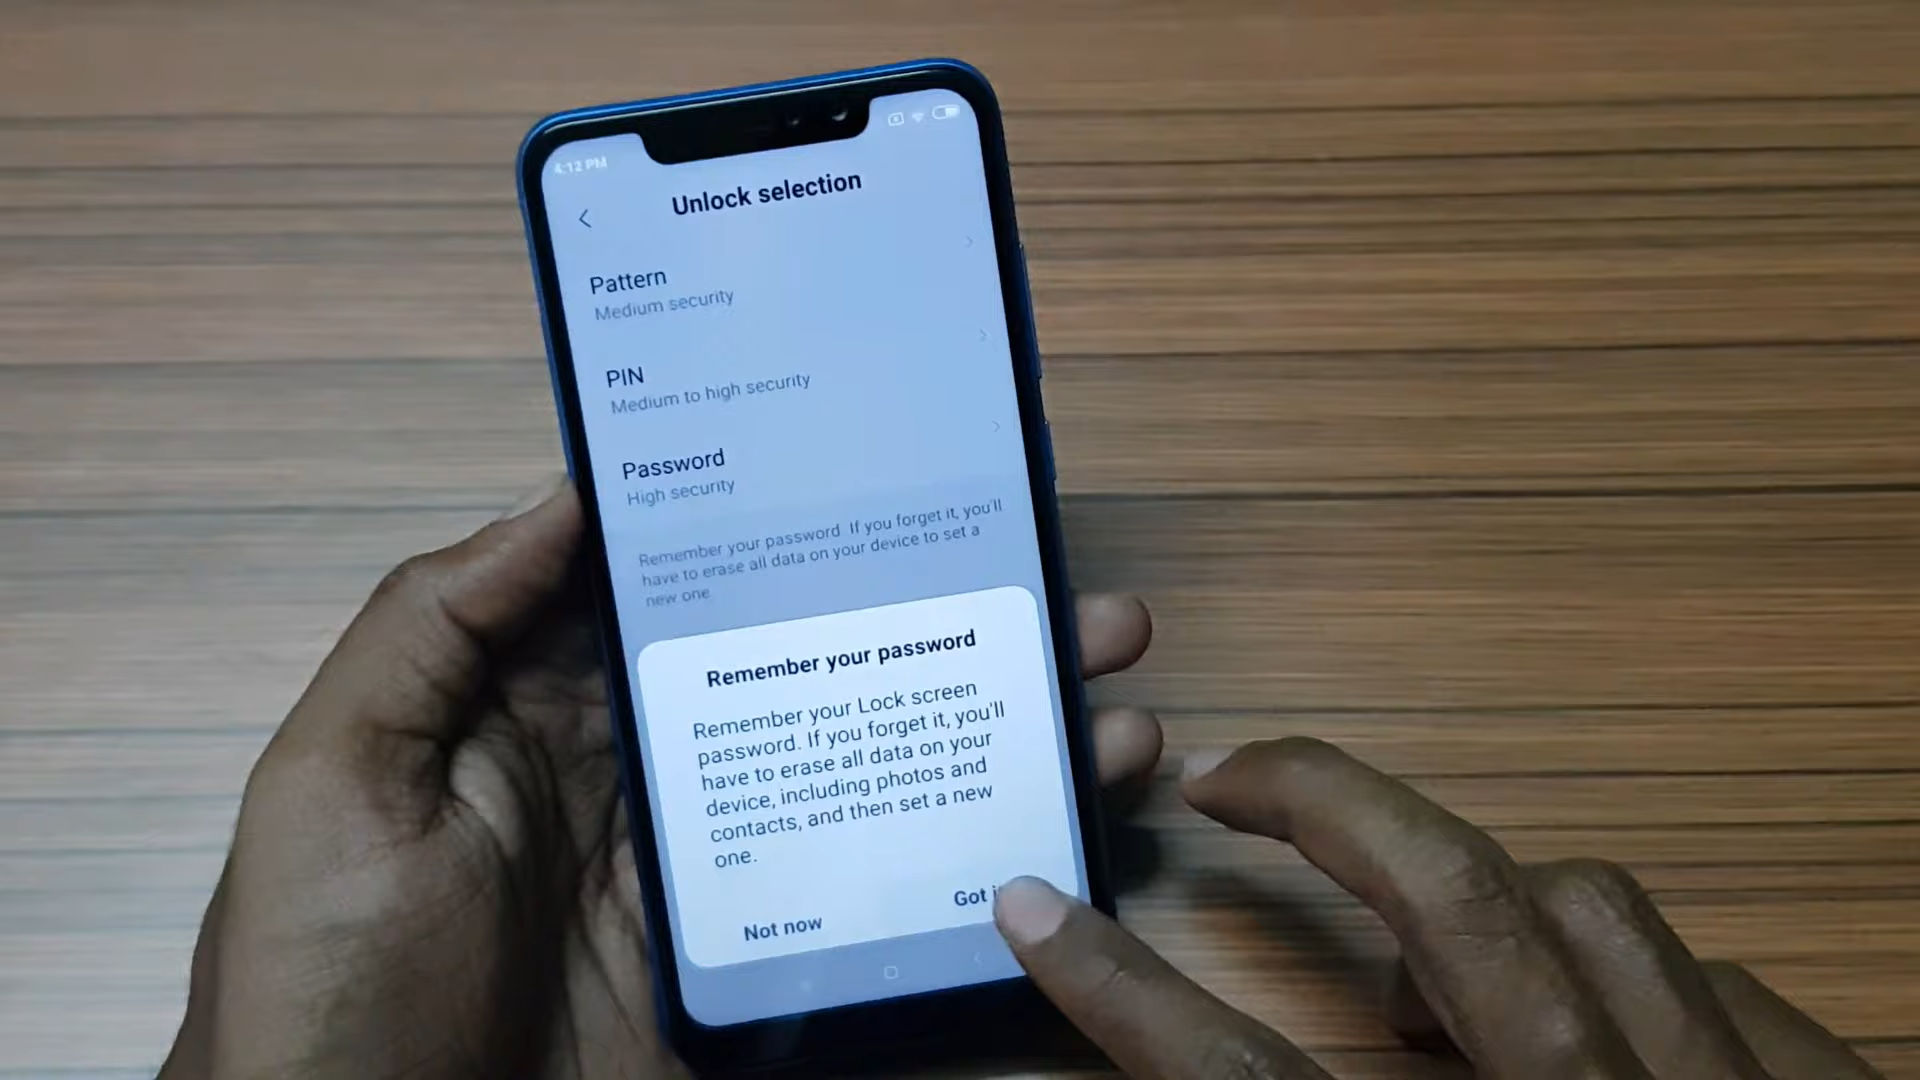 4:12 PM
Unlock selection
Pattern
Medium security
PIN
Medium to high security
Password
High security
Remember your password. If you forget it, you'll
have to erase all data on your device to set a
new one.
Remember your password
Remember your Lock screen
password. If you forget it, you'll
have to erase all data on your
device, including photos and
contacts, and then set a new
one.
Not now
Got it